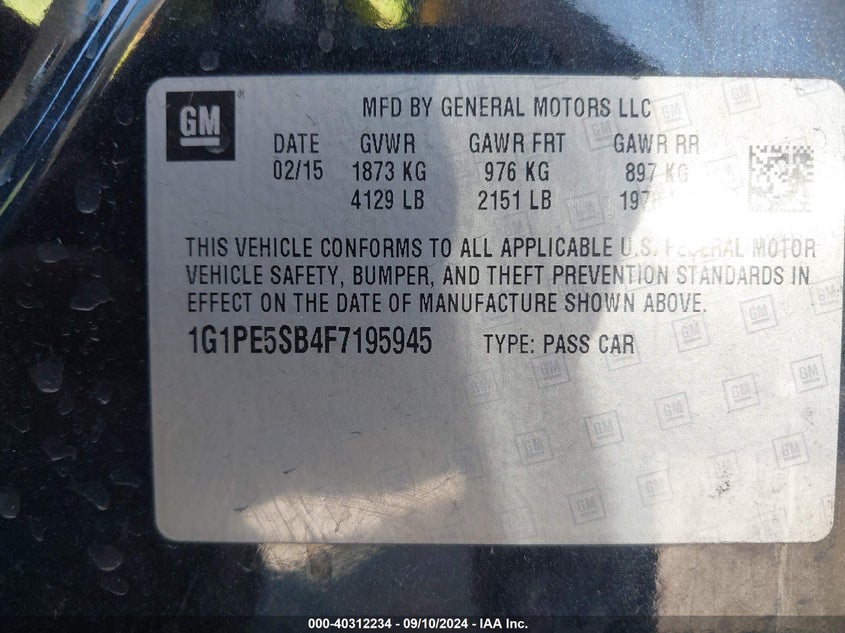 GM
MFD BY GENERAL MOTORS LLC
DATE GVWR GAWR FRT GAWR RR
02/15 1873 KG 976 KG 897 KG
4129 LB 2151 LB
THIS VEHICLE CONFORMS TO ALL APPLICABLE U.S. FEDERAL MOTOR
VEHICLE SAFETY, BUMPER, AND THEFT PREVENTION STANDARDS IN
EFFECT ON THE DATE OF MANUFACTURE SHOWN ABOVE.
1G1PE5SB4F7195945 TYPE: PASS CAR
000-40312234 - 09/10/2024 - IAA Inc.